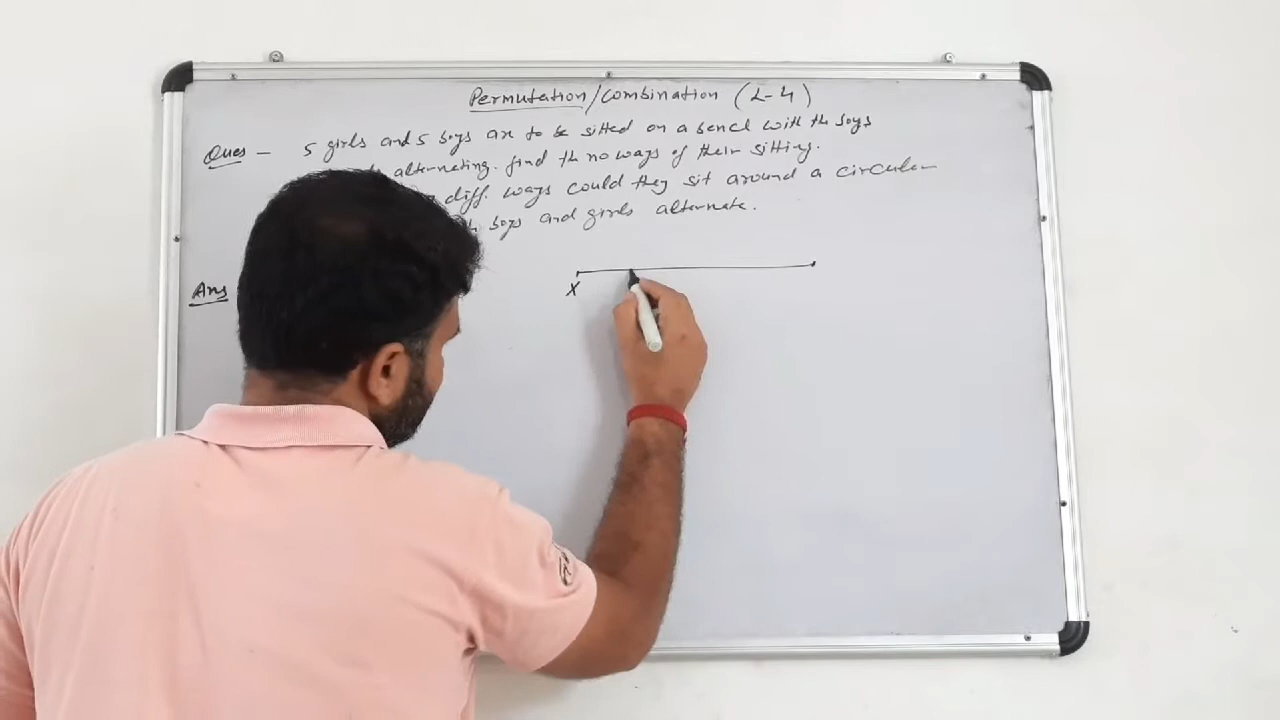 Permutation/Combination (L-4)
Ques - 5 girls and 5 boys are to be sitted on a bench with the boys
alternating. find the no ways of their sitting.
diff. ways could they sit around a circular
boys and girls alternate.
Ans
X